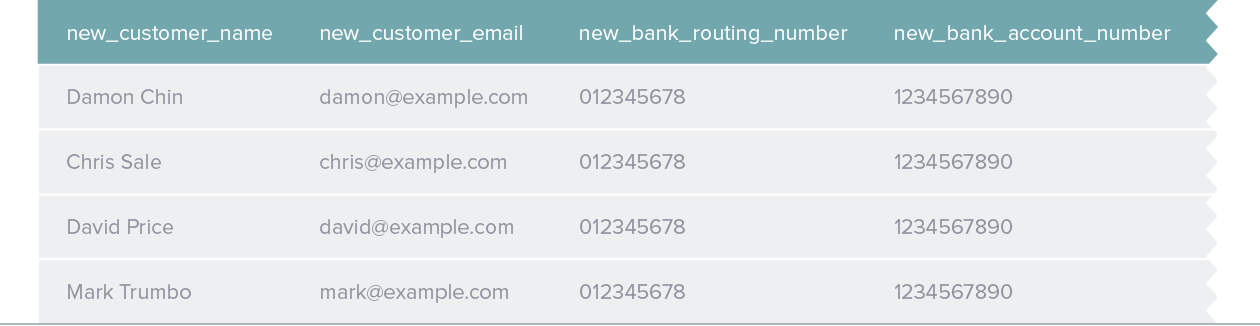 new_customer_name new_customer_email new_bank_routing_number new_bank_account_number
Damon Chin damon@example.com 012345678 1234567890
Chris Sale chris@example.com 012345678 1234567890
David Price david@example.com 012345678 1234567890
Mark Trumbo mark@example.com 012345678 1234567890